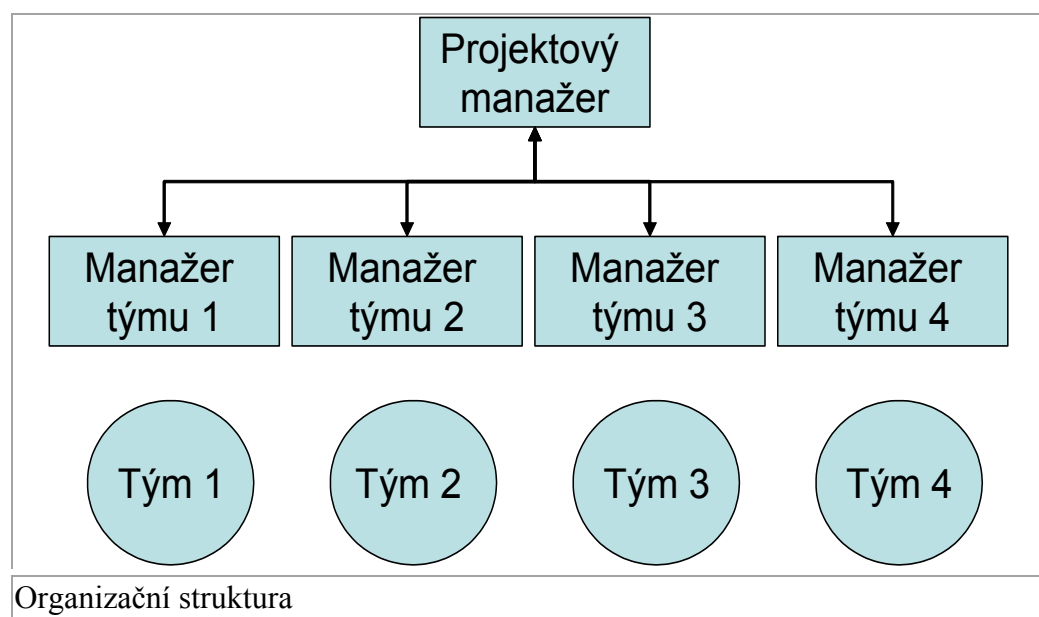 Projektový
manažer
Manažer
týmu 1
Manažer
týmu 2
Manažer
týmu 3
Manažer
týmu 4
Tým 1
Tým 2
Tým 3
Tým 4
Organizační struktura